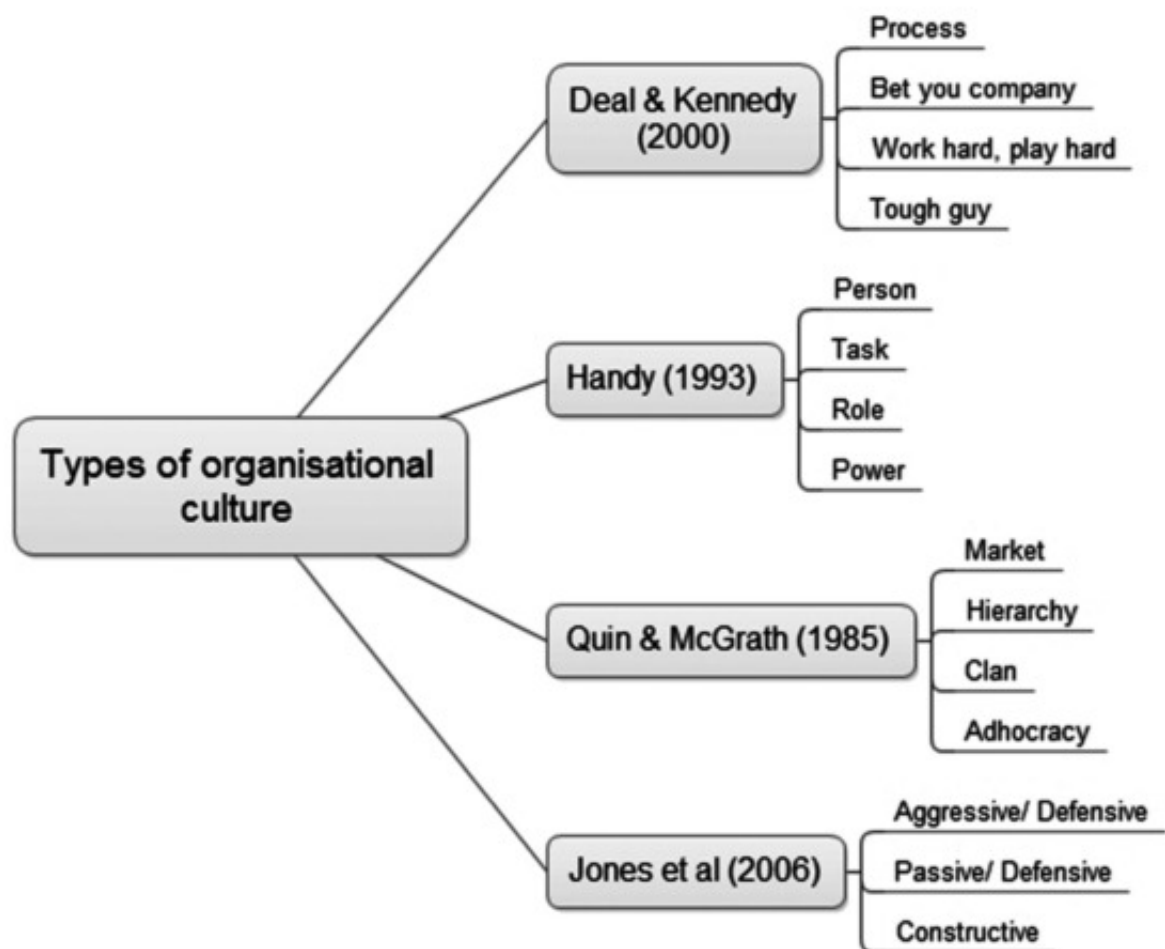 Types of organisational
culture
Deal & Kennedy
(2000)
Process
Bet you company
Work hard, play hard
Tough guy
Handy (1993)
Person
Task
Role
Power
Quin & McGrath (1985)
Market
Hierarchy
Clan
Adhocracy
Jones et al (2006)
Aggressive/ Defensive
Passive/ Defensive
Constructive